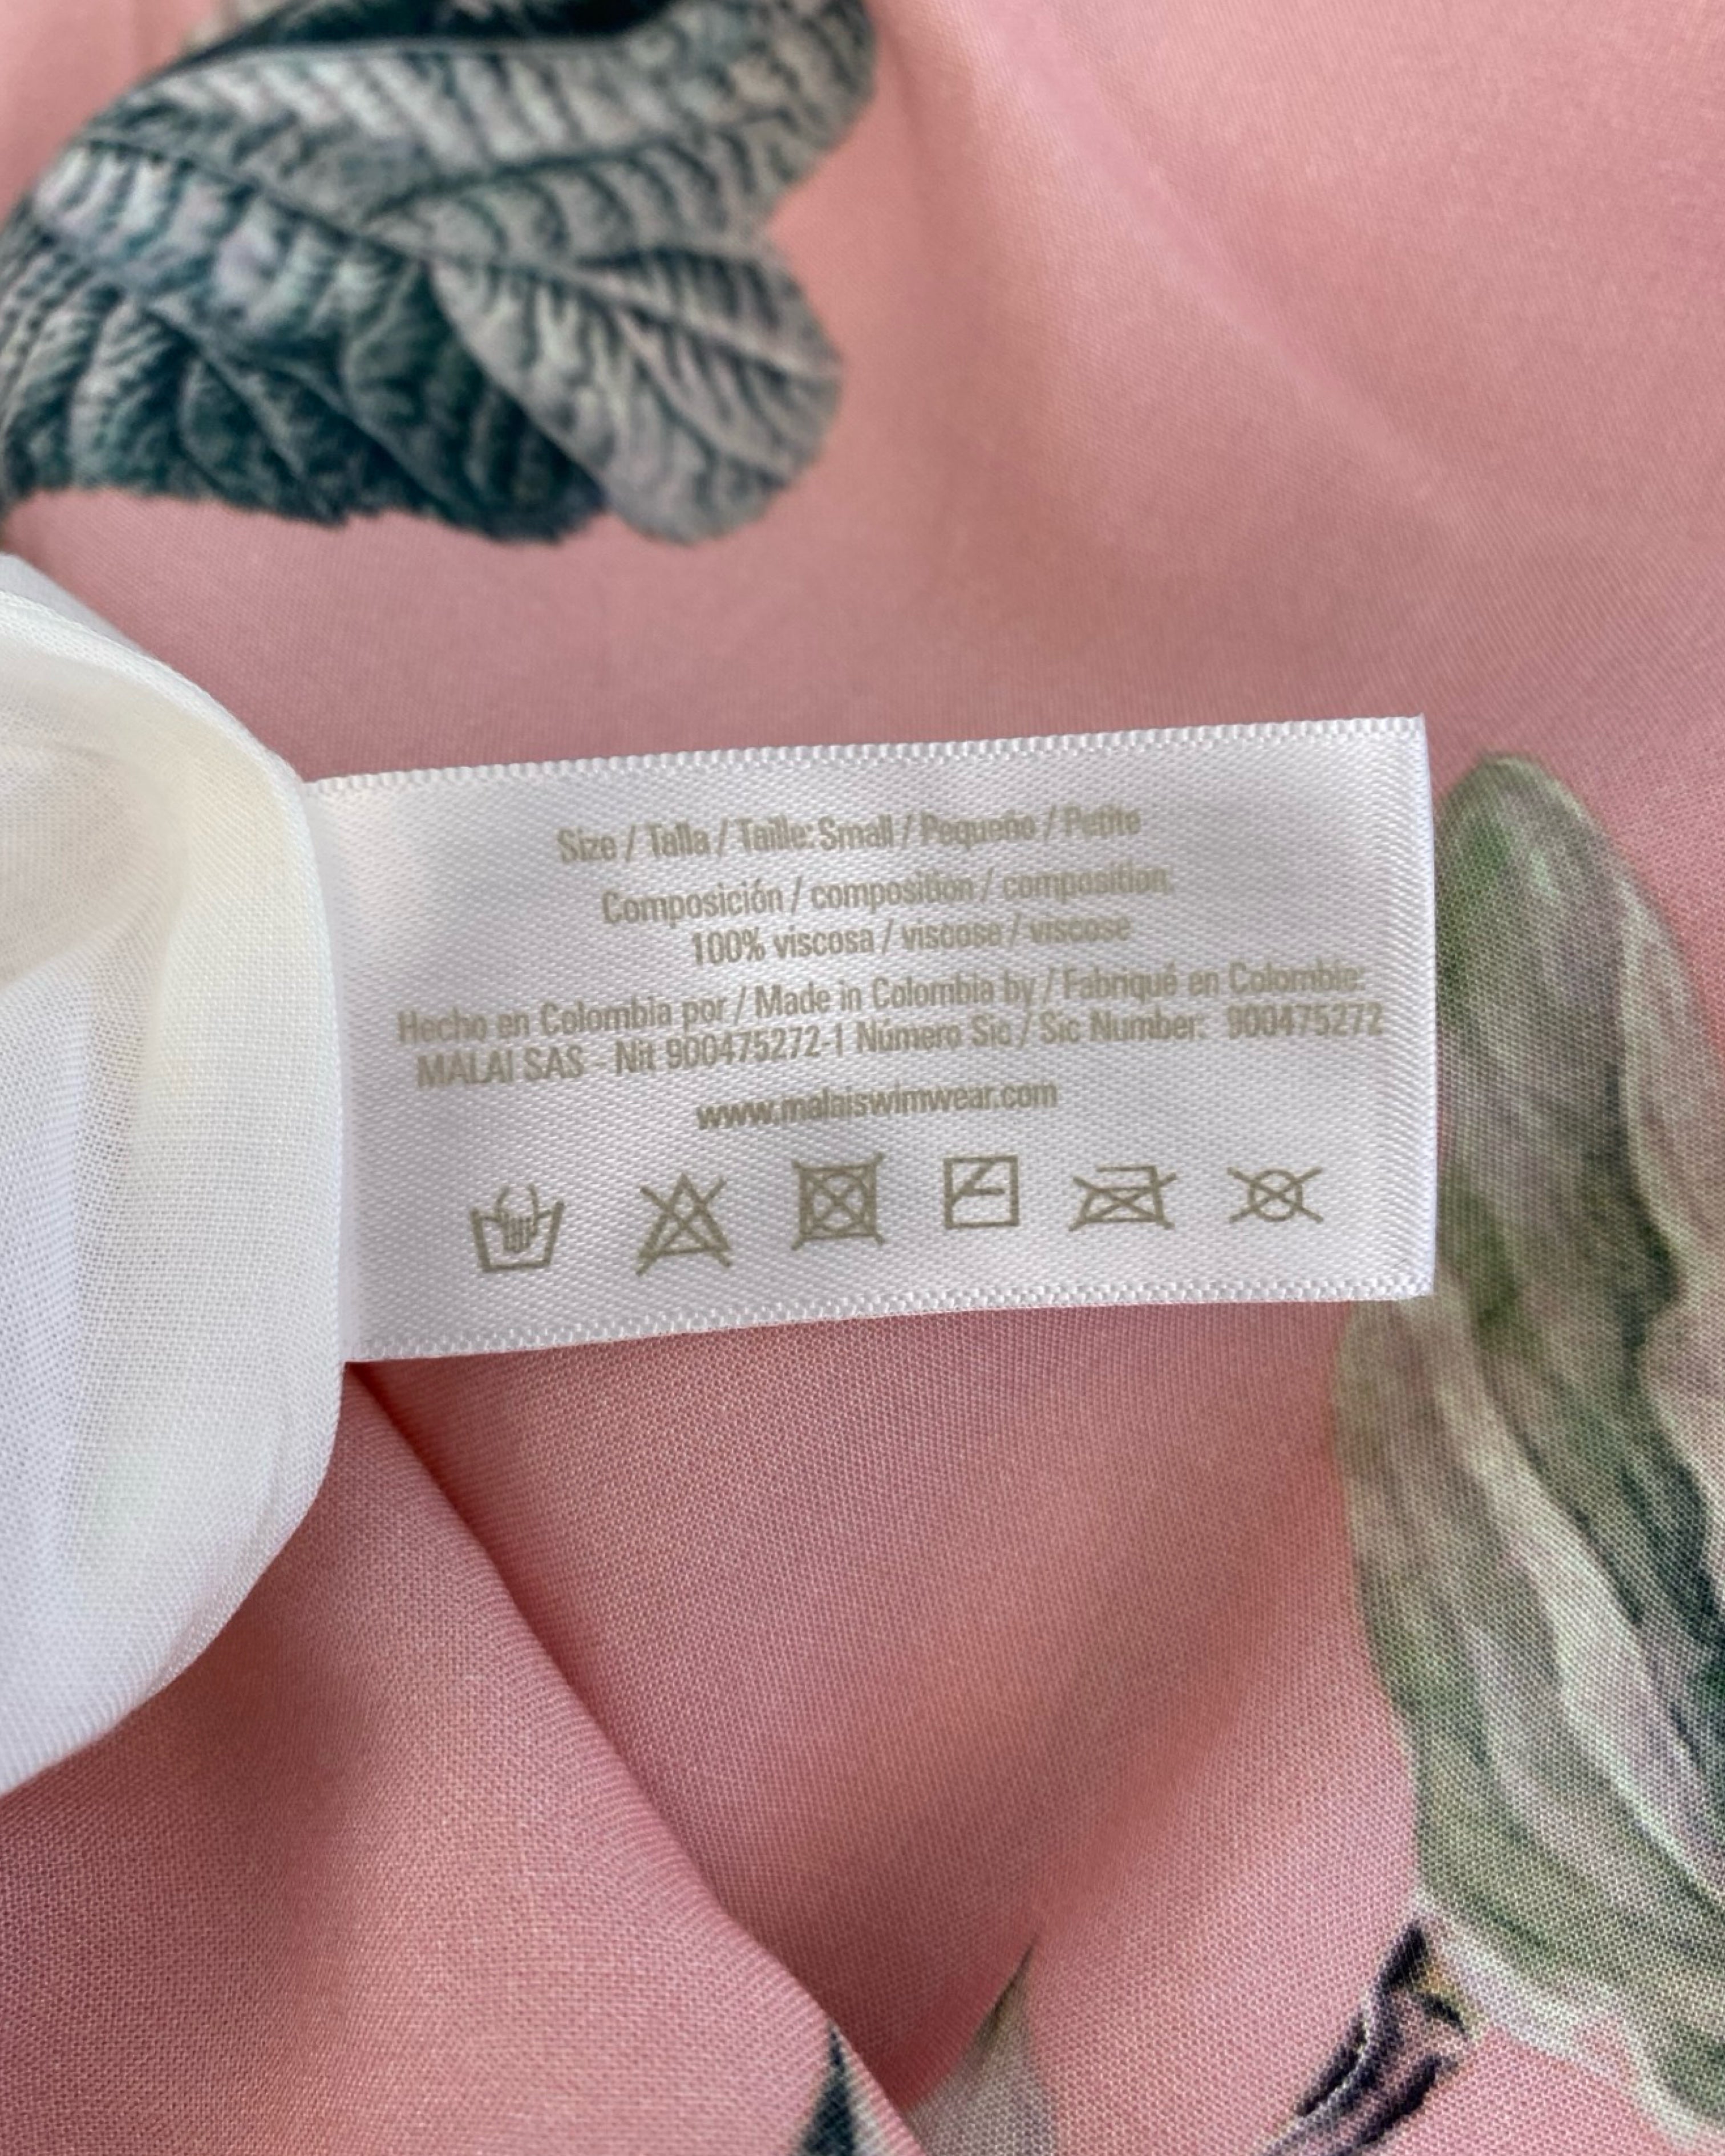 Size / Talla / Taille: Small / Pequeño / Petite
Composición / composition / composition:
100% viscosa / viscose / viscose
Hecho en Colombia por / Made in Colombia by / Fabriqué en Colombie:
MALAI SAS - Nit 900475272-1 Número Sic / Sic Number: 900475272
www.malaiswimwear.com